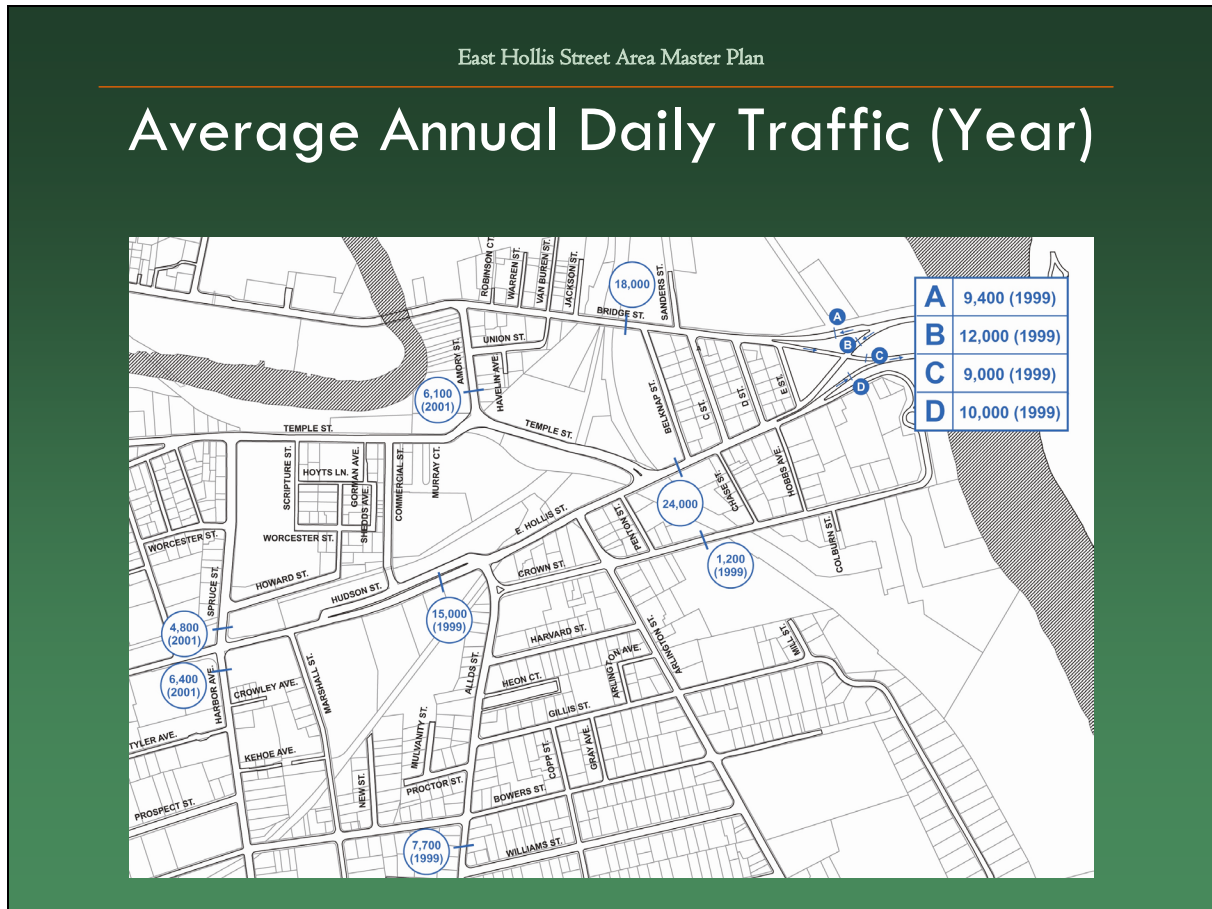 East Hollis Street Area Master Plan
Average Annual Daily Traffic (Year)
ROBINSON CT.
WARREN ST.
VAN BUREN ST.
JACKSON ST.
18,000
SANDERS ST.
BRIDGE ST.
A 9,400 (1999)
B 12,000 (1999)
C 9,000 (1999)
D 10,000 (1999)
A
B
C
D
UNION ST.
AMORY ST.
HAVELIN AVE.
6,100
(2001)
BELKNAP ST.
C ST.
D ST.
E ST.
TEMPLE ST.
TEMPLE ST.
SCRIPTURE ST.
HOYTS LN.
GORMAN AVE.
SHEDDS AVE.
COMMERCIAL ST.
MURRAY CT.
CHASE ST.
HOBBS AVE.
24,000
E. HOLLIS ST.
PENTON ST.
COLBURN ST.
1,200
(1999)
WORCESTER ST.
WORCESTER ST.
SPRUCE ST.
HOWARD ST.
HUDSON ST.
CROWN ST.
15,000
(1999)
4,800
(2001)
HARVARD ST.
ARLINGTON ST.
MILL ST.
6,400
(2001)
HARBOR AVE.
CROWLEY AVE.
MARSHALL ST.
ALLDS ST.
HEON CT.
ARLINGTON AVE.
GILLIS ST.
TYLER AVE.
KEHOE AVE.
MULVANITY ST.
COPP ST.
GRAY AVE.
NEW ST.
PROCTOR ST.
BOWERS ST.
PROSPECT ST.
7,700
(1999)
WILLIAMS ST.